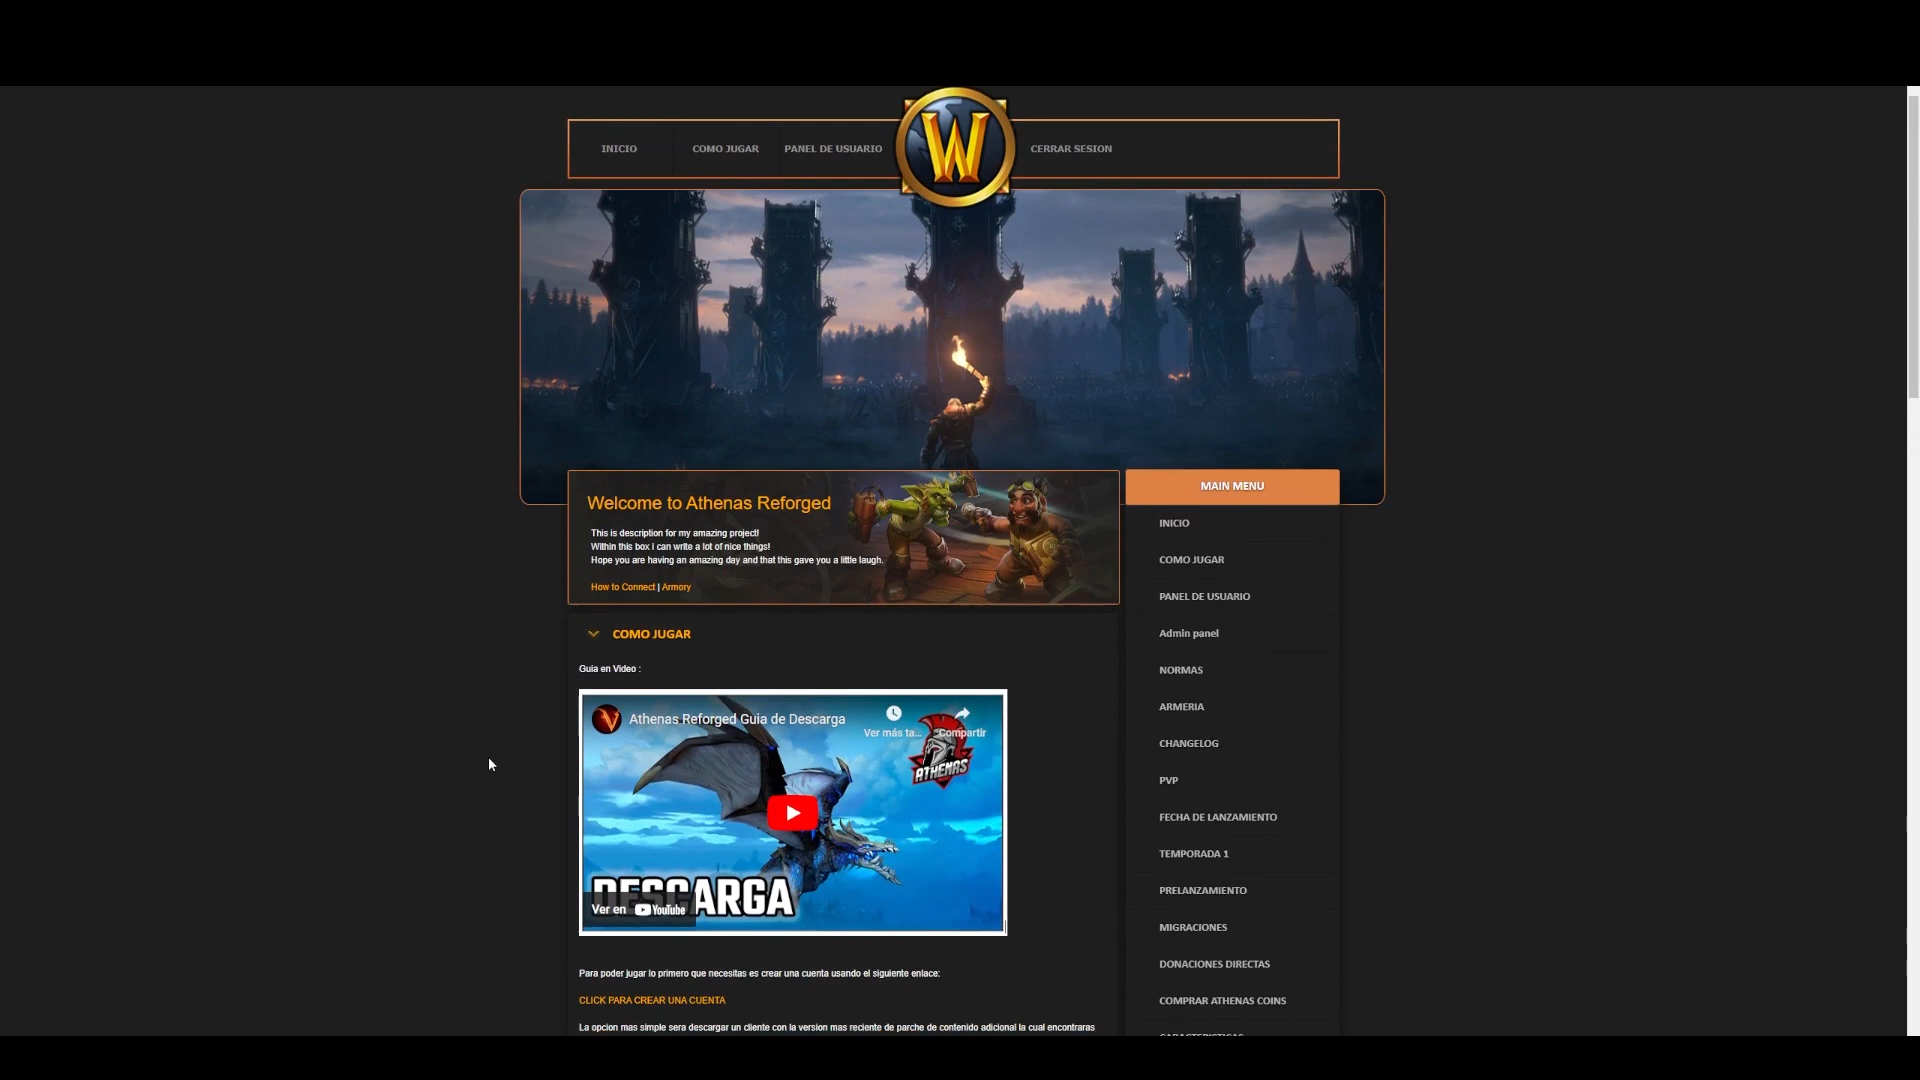 INICIO
COMO JUGAR
PANEL DE USUARIO
W
CERRAR SESION
Welcome to Athenas Reforged
This is description for my amazing project!
Within this box i can write a lot of nice things!
Hope you are having an amazing day and that this gave you a little laugh.
How to Connect | Armory
COMO JUGAR
Guia en Video :
Athenas Reforged Guia de Descarga
Ver más ta...
Compartir
ATHENAS
DESCARGA
Ver en YouTube
Para poder jugar lo primero que necesitas es crear una cuenta usando el siguiente enlace:
CLICK PARA CREAR UNA CUENTA
La opcion mas simple sera descargar un cliente con la version mas reciente de parche de contenido adicional la cual encontraras
MAIN MENU
INICIO
COMO JUGAR
PANEL DE USUARIO
Admin panel
NORMAS
ARMERIA
CHANGELOG
PVP
FECHA DE LANZAMIENTO
TEMPORADA 1
PRELANZAMIENTO
MIGRACIONES
DONACIONES DIRECTAS
COMPRAR ATHENAS COINS